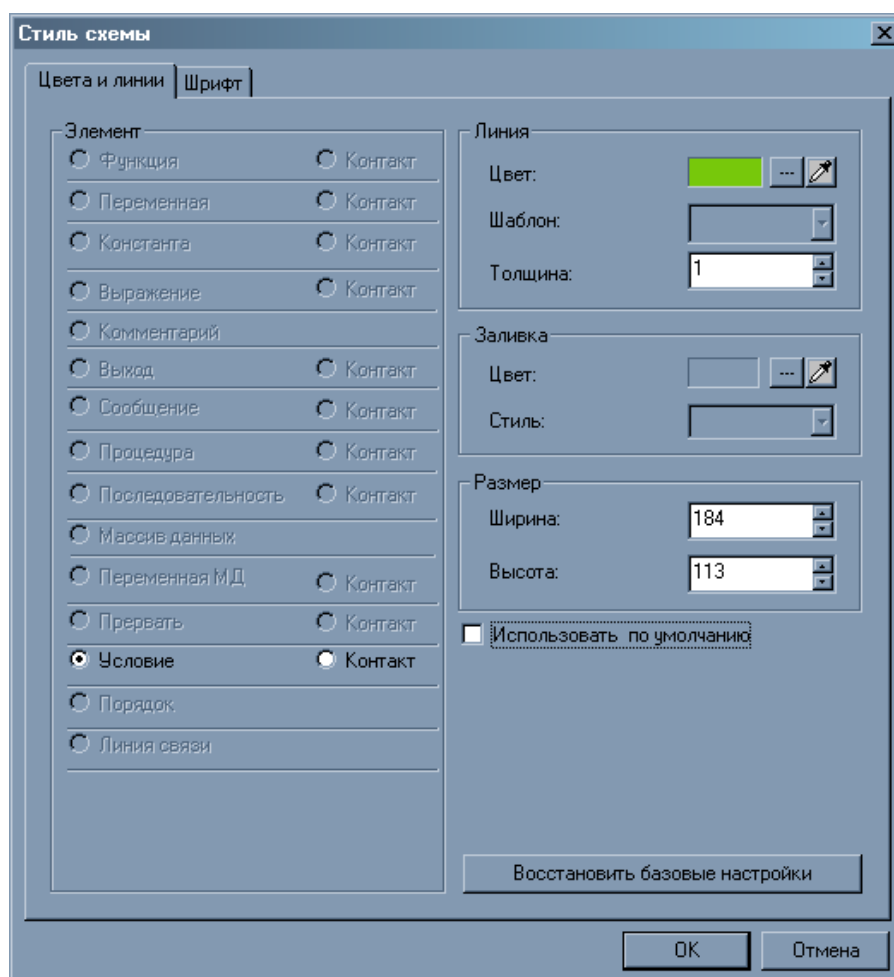 Стиль схемы
Цвета и линии Шрифт
Элемент
Функция Контакт
Переменная Контакт
Константа Контакт
Выражение Контакт
Комментарий
Выход Контакт
Сообщение Контакт
Процедура Контакт
Последовательность Контакт
Массив данных
Переменная МД Контакт
Прервать Контакт
Условие Контакт
Порядок
Линия связи
Линия
Цвет: ...
Шаблон:
Толщина: 1
Заливка
Цвет: ...
Стиль:
Размер
Ширина: 184
Высота: 113
Использовать по умолчанию
Восстановить базовые настройки
OK Отмена